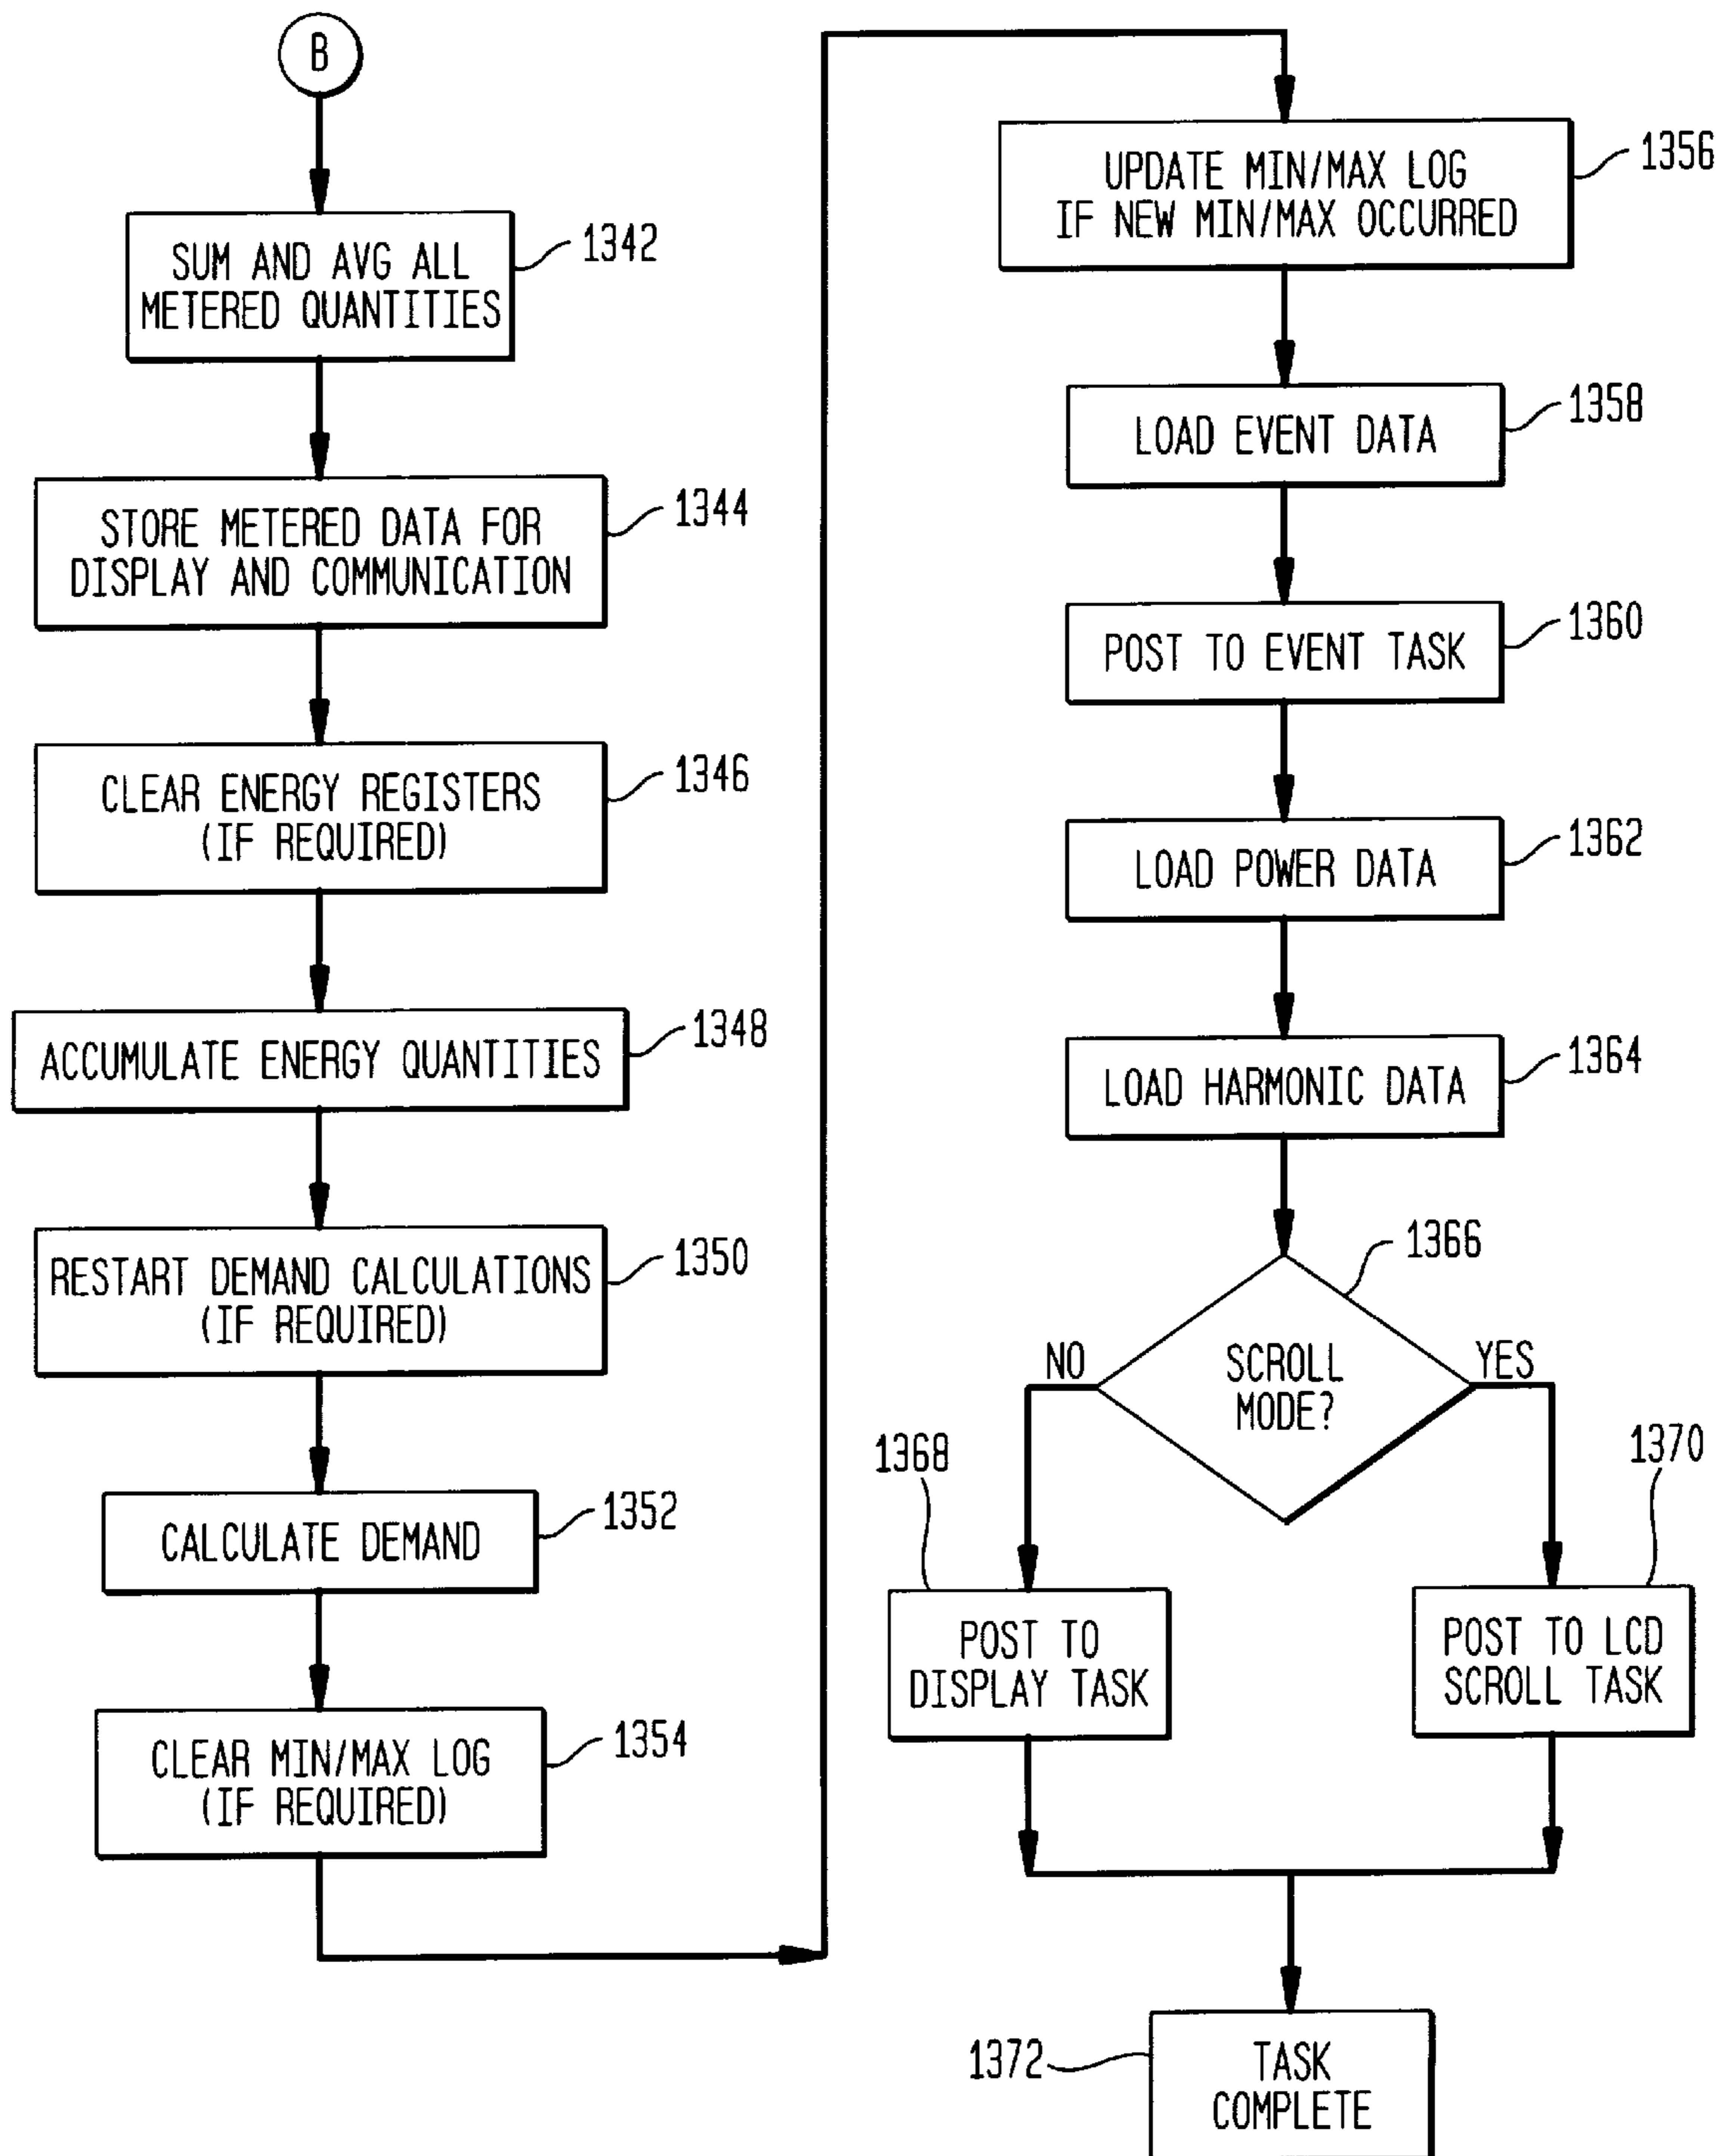 B
SUM AND AVG ALL
METERED QUANTITIES
1342
STORE METERED DATA FOR
DISPLAY AND COMMUNICATION
1344
CLEAR ENERGY REGISTERS
(IF REQUIRED)
1346
ACCUMULATE ENERGY QUANTITIES
1348
RESTART DEMAND CALCULATIONS
(IF REQUIRED)
1350
CALCULATE DEMAND
1352
CLEAR MIN/MAX LOG
(IF REQUIRED)
1354
UPDATE MIN/MAX LOG
IF NEW MIN/MAX OCCURRED
1356
LOAD EVENT DATA
1358
POST TO EVENT TASK
1360
LOAD POWER DATA
1362
LOAD HARMONIC DATA
1364
1366
SCROLL
MODE?
NO
YES
1368
POST TO
DISPLAY TASK
1370
POST TO LCD
SCROLL TASK
1372
TASK
COMPLETE